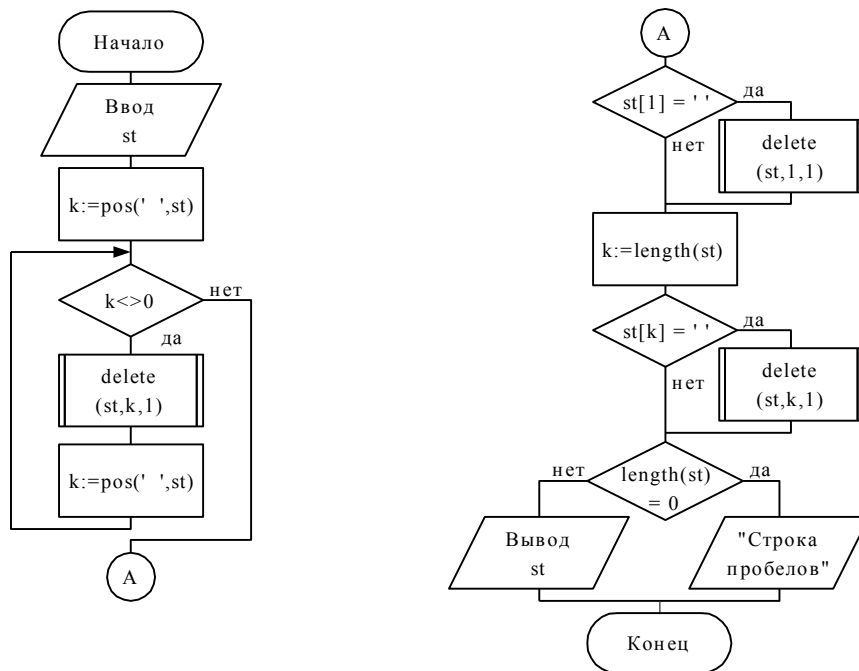 Начало
Ввод
st
k:=pos('  ',st)
k<>0
нет
да
delete
(st,k,1)
k:=pos('  ',st)
A
A
st[1] = ' '
да
нет
delete
(st,1,1)
k:=length(st)
st[k] = ' '
да
нет
delete
(st,k,1)
length(st)
= 0
нет
да
Вывод
st
"Строка
пробелов"
Конец